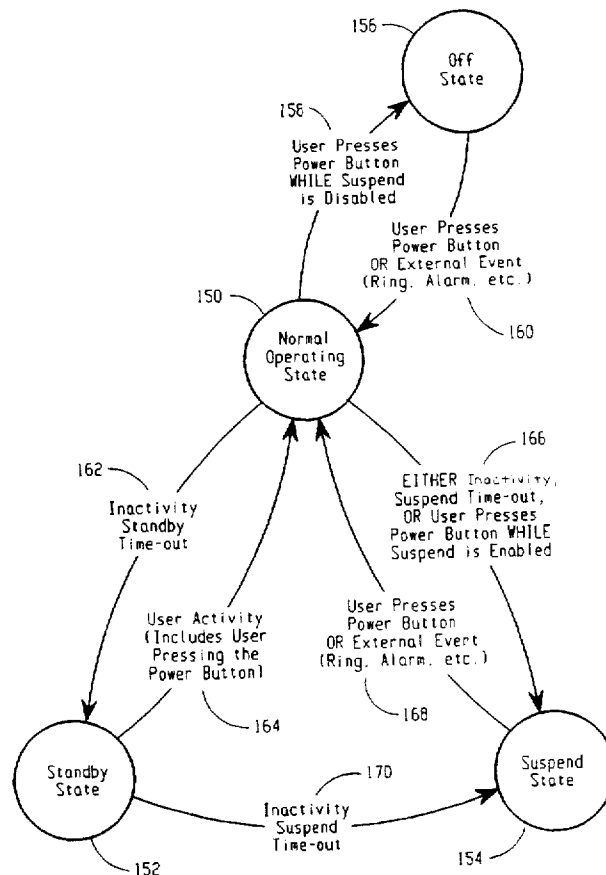 156
Off
State
158
User Presses
Power Button
WHILE Suspend
is Disabled
User Presses
Power Button
OR External Event
(Ring, Alarm, etc.)
160
150
Normal
Operating
State
162
Inactivity
Standby
Time-out
166
EITHER Inactivity,
Suspend Time-out,
OR User Presses
Power Button WHILE
Suspend is Enabled
User Activity
(Includes User
Pressing the
Power Button)
164
User Presses
Power Button
OR External Event
(Ring, Alarm, etc.)
168
Standby
State
152
170
Inactivity
Suspend
Time-out
Suspend
State
154